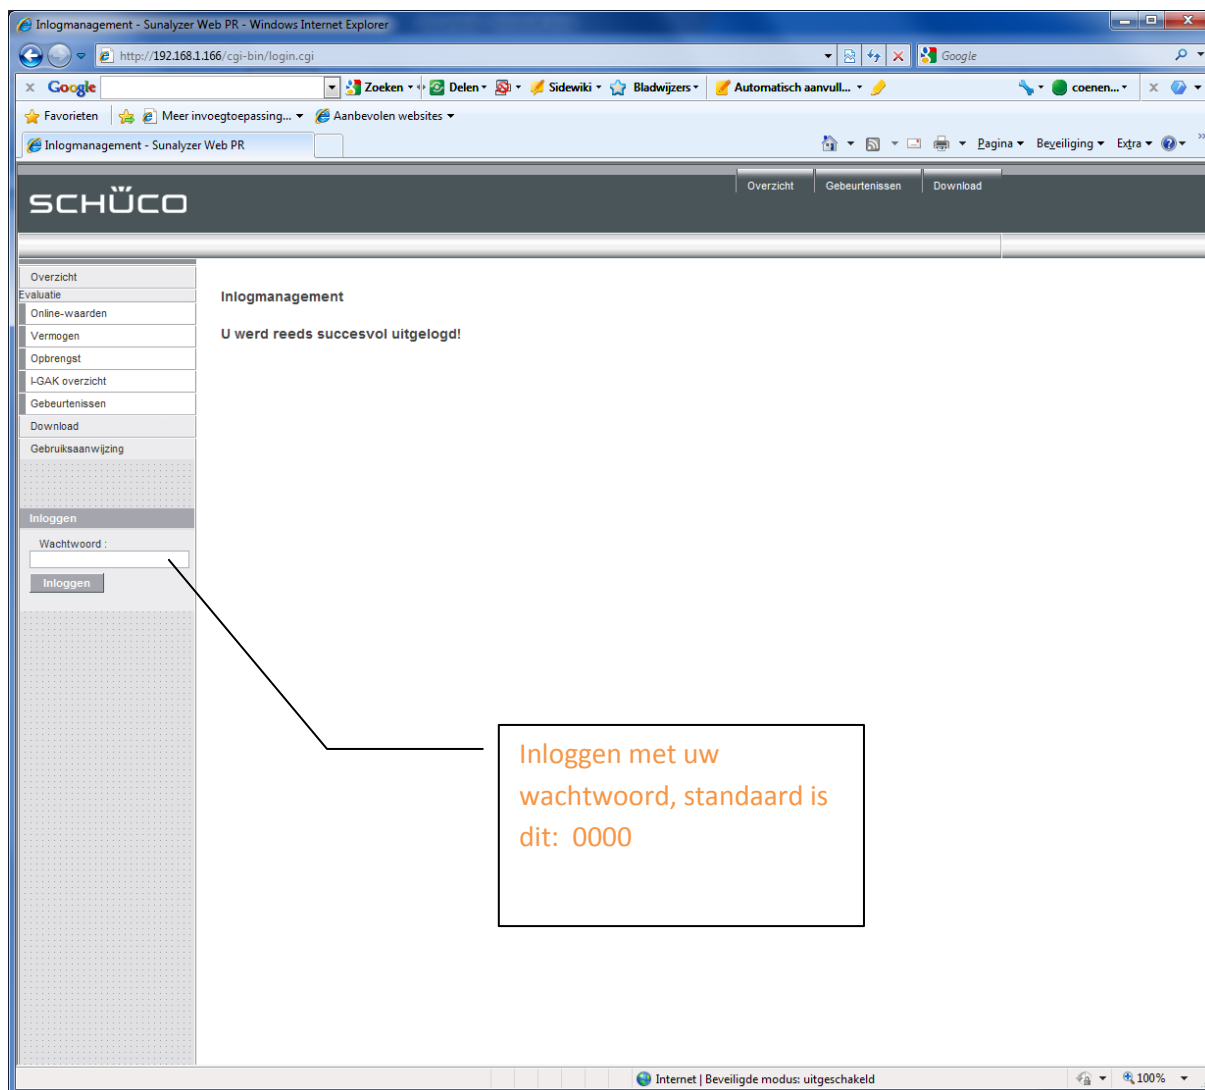 Inlogmanagement - Sunalyzer Web PR - Windows Internet Explorer
http://192.168.1.166/cgi-bin/login.cgi
Google
x Google Zoeken Delen Sidewiki Bladwijzers Automatisch aanvull... coenen... x
Favorieten Meer invoegtoepassing... Aanbevolen websites
Inlogmanagement - Sunalyzer Web PR
Pagina Beveiliging Extra »
SCHÜCO
Overzicht Gebeurtenissen Download
Overzicht
Evaluatie
Online-waarden
Vermogen
Opbrengst
I-GAK overzicht
Gebeurtenissen
Download
Gebruiksaanwijzing
Inloggen
Wachtwoord :
Inloggen
Inlogmanagement
U werd reeds succesvol uitgelogd!
Inloggen met uw
wachtwoord, standaard is
dit: 0000
Internet | Beveiligde modus: uitgeschakeld
100%